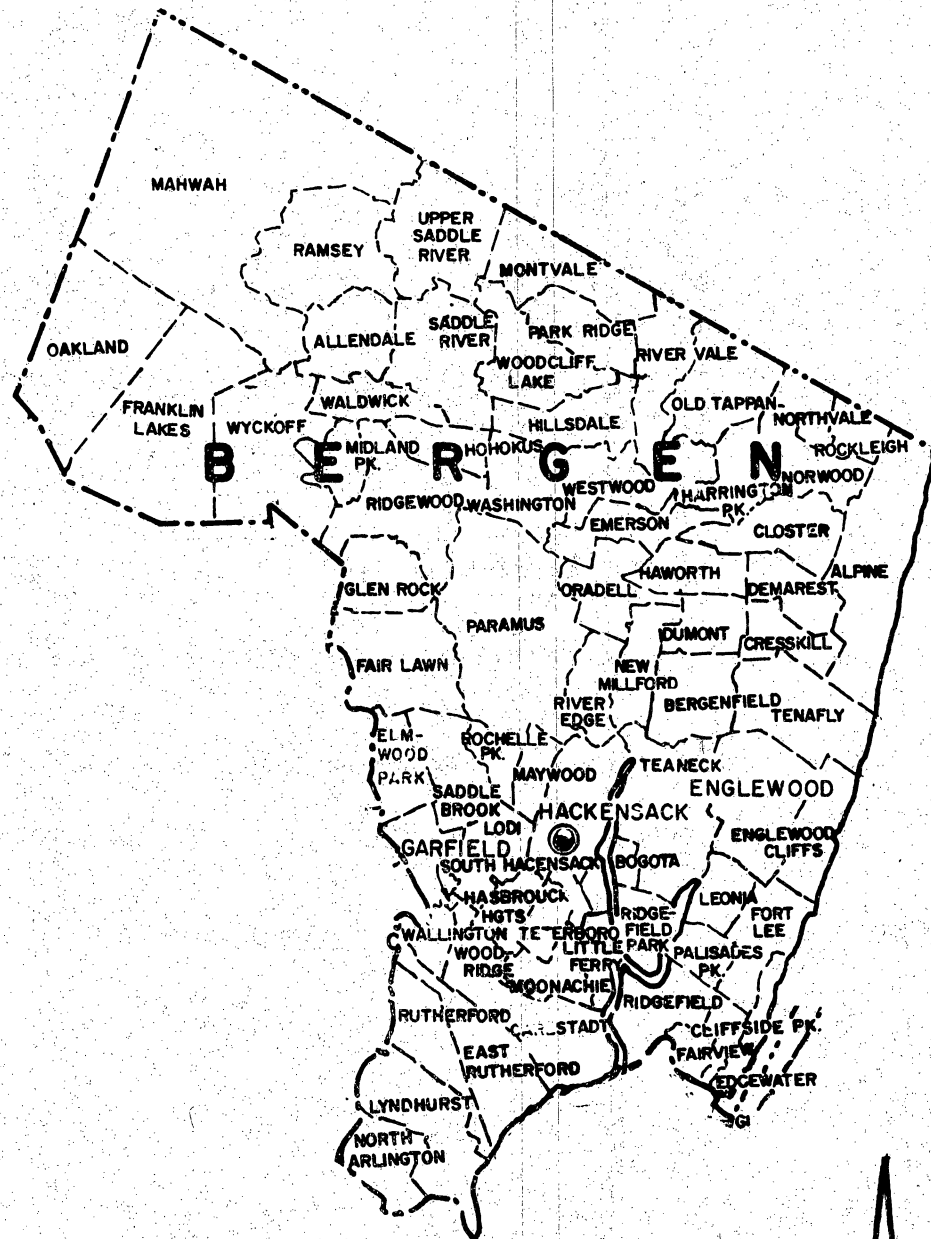 MAHWAH
UPPER
SADDLE
RIVER
RAMSEY
MONTVALE
SADDLE
RIVER
PARK RIDGE
ALLENDALE
OAKLAND
RIVER VALE
WOODCLIFF
LAKE
WALDWICK
OLD TAPPAN
FRANKLIN
LAKES
WYCKOFF
HILLSDALE
NORTHVALE
BERGEN
MIDLAND
PK.
HOHOKUS
ROCKLEIGH
NORWOOD
WESTWOOD
HARRINGTON
PK.
RIDGEWOOD
WASHINGTON
EMERSON
CLOSTER
HAWORTH
ALPINE
GLEN ROCK
ORADELL
DEMAREST
PARAMUS
DUMONT
CRESSKILL
FAIR LAWN
NEW
MILLFORD
RIVER
EDGE
BERGENFIELD
TENAFLY
ELM-
WOOD
PARK
ROCHELLE
PK.
MAYWOOD
TEANECK
ENGLEWOOD
SADDLE
BROOK
HACKENSACK
LODI
ENGLEWOOD
CLIFFS
GARFIELD
SOUTH HACENSACK
BOGOTA
HASBROUCK
HGTS
LEONIA
RIDGE-
FIELD
PARK
FORT
LEE
WALLINGTON
TETERBORO
WOOD
RIDGE
LITTLE
FERRY
PALISADES
PK.
MOONACHIE
RIDGEFIELD
RUTHERFORD
CARLSTADT
CLIFFSIDE PK.
EAST
RUTHERFORD
FAIRVIEW
EDGEWATER
LYNDHURST
NORTH
ARLINGTON